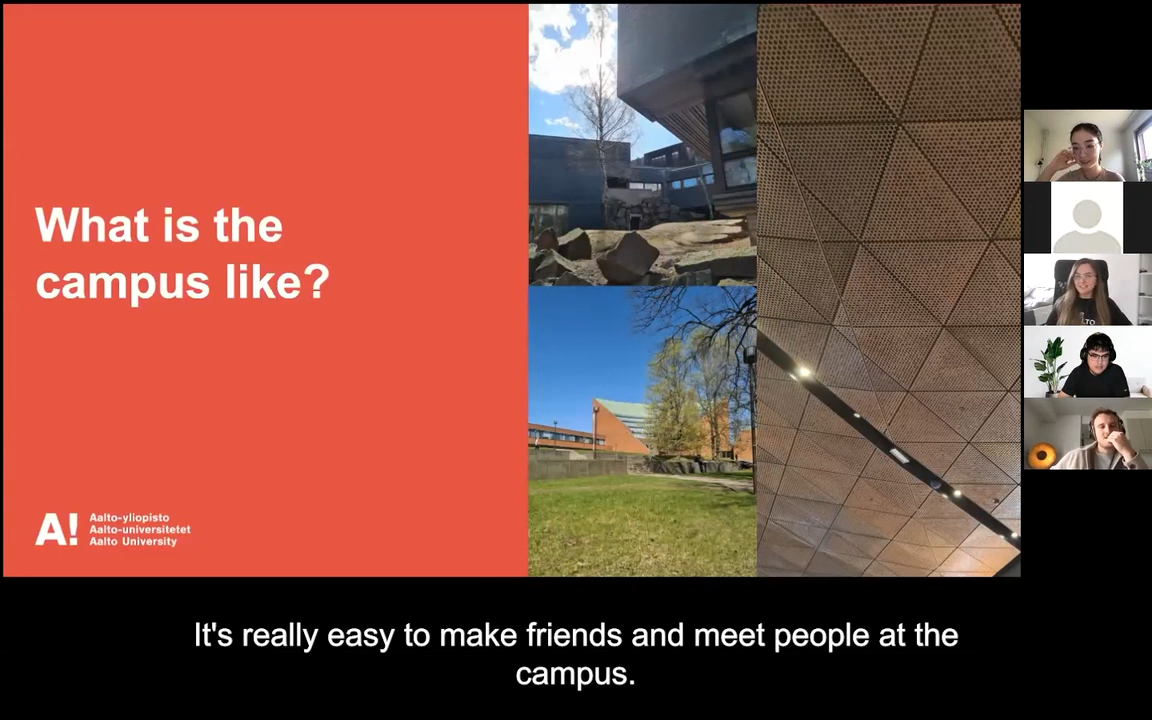 What is the
campus like?
A!
Aalto-yliopisto
Aalto-universitetet
Aalto University
It's really easy to make friends and meet people at the
campus.